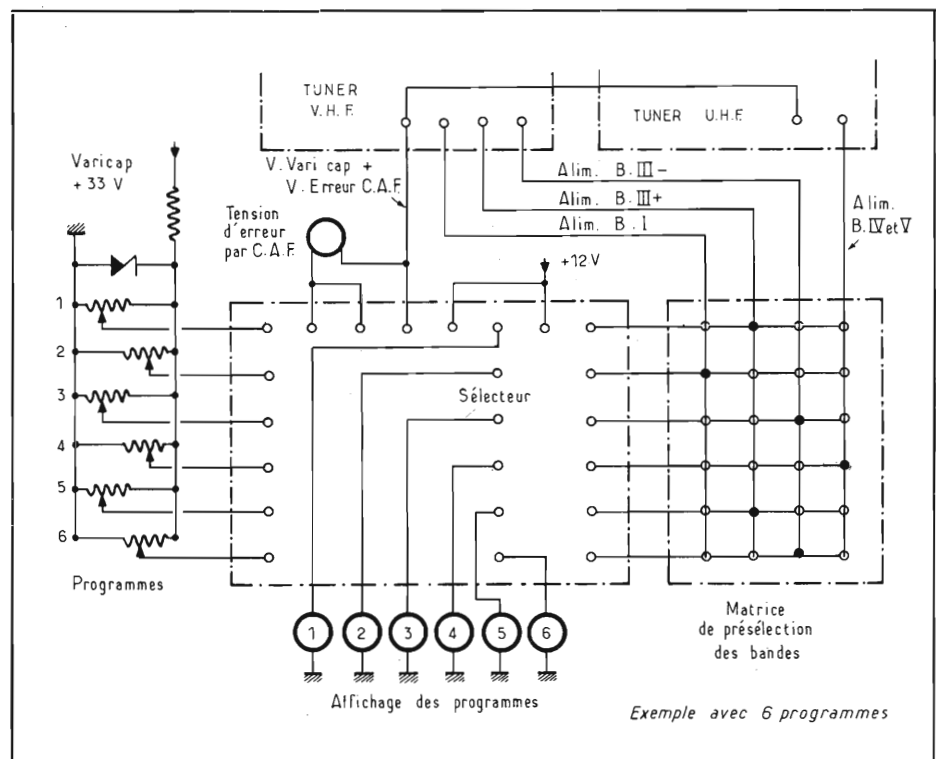 TUNER
V. H. F.
TUNER U.H.F.
Varicap
+ 33 V
V. Vari cap +
V. Erreur C.A.F.
Alim. B. III −
Alim. B. III+
Alim. B. I
Alim.
B. IV et V
Tension
d'erreur
par C.A.F.
+12 V
1
2
3
4
5
6
Sélecteur
Programmes
1 2 3 4 5 6
Affichage des programmes
Matrice
de présélection
des bandes
Exemple avec 6 programmes